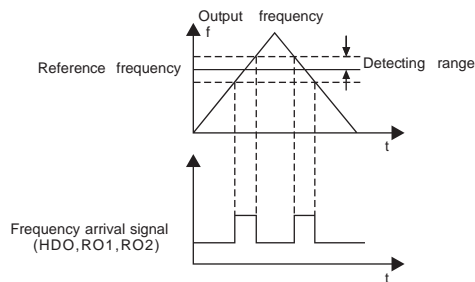 Output frequency
f
Reference frequency
Detecting range
t
Frequency arrival signal
(HDO,RO1,RO2)
t